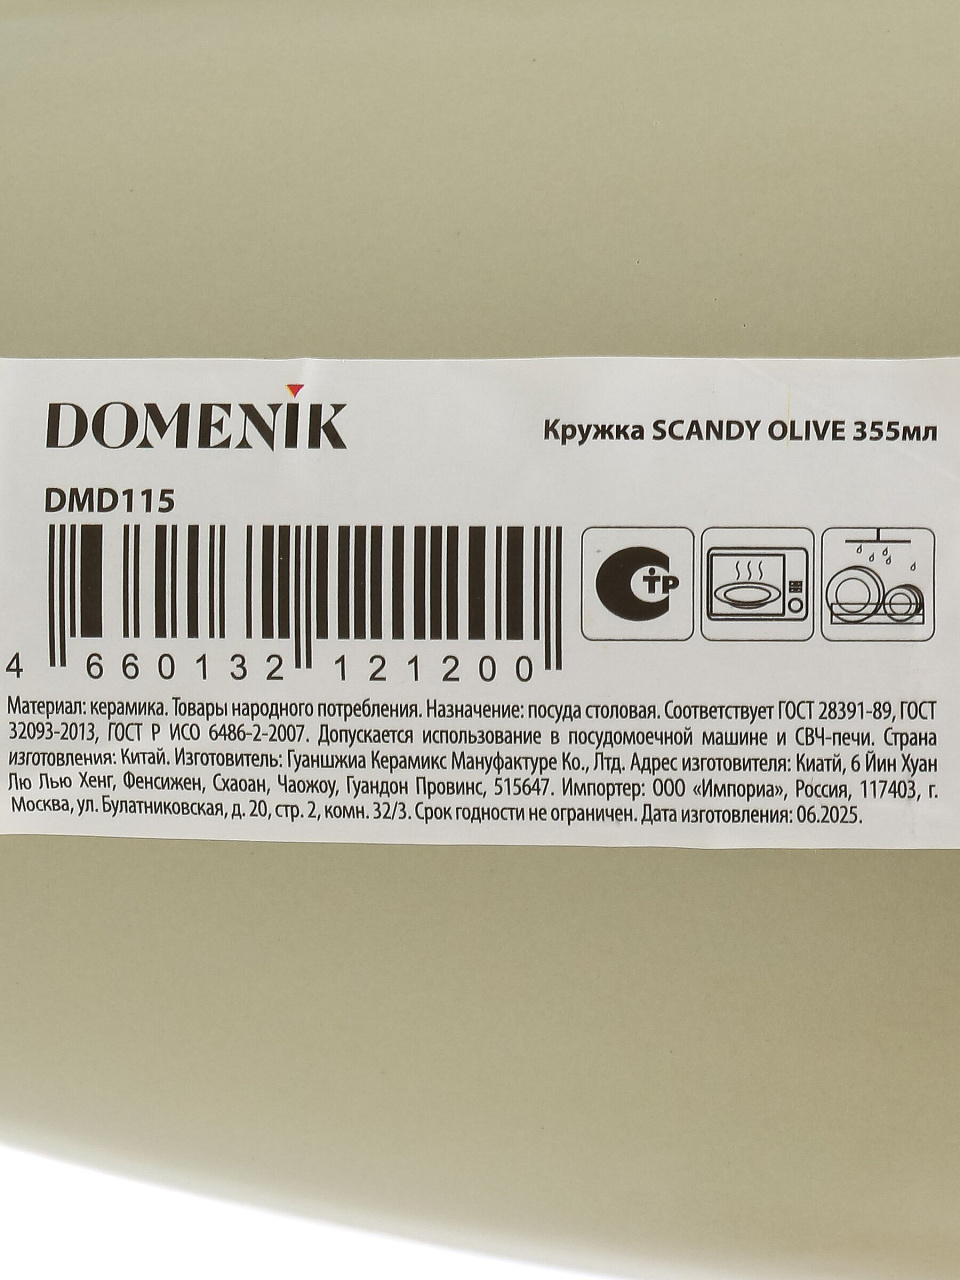 DOMENIK
Кружка SCANDY OLIVE 355мл
DMD115
СТР
4 660132 121200
Материал: керамика. Товары народного потребления. Назначение: посуда столовая. Соответствует ГОСТ 28391-89, ГОСТ
32093-2013, ГОСТ Р ИСО 6486-2-2007. Допускается использование в посудомоечной машине и СВЧ-печи. Страна
изготовления: Китай. Изготовитель: Гуаншжиа Керамикс Мануфактуре Ко., Лтд. Адрес изготовителя: Киатй, 6 Йин Хуан
Лю Лью Хенг, Фенсижен, Схаоан, Чаожоу, Гуандон Провинс, 515647. Импортер: ООО «Импориа», Россия, 117403, г.
Москва, ул. Булатниковская, д. 20, стр. 2, комн. 32/3. Срок годности не ограничен. Дата изготовления: 06.2025.